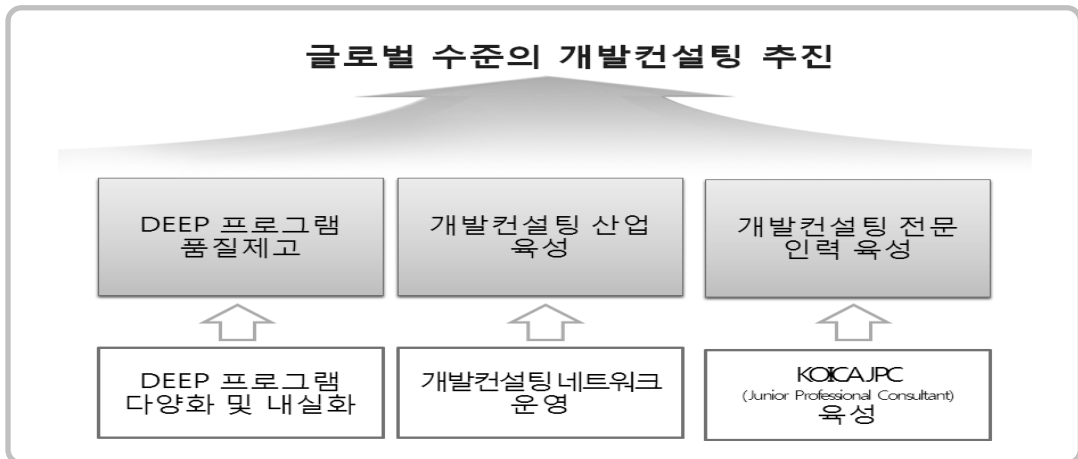 글로벌 수준의 개발컨설팅 추진
DEEP 프로그램
품질제고
개발컨설팅 산업
육성
개발컨설팅 전문
인력 육성
DEEP 프로그램
다양화 및 내실화
개발컨설팅 네트워크
운영
KOICA JPC
(Junior Professional Consultant)
육성